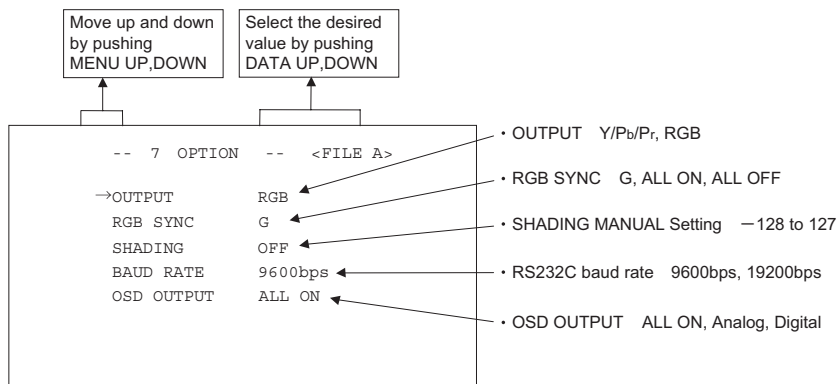 Move up and down
by pushing
MENU UP,DOWN
Select the desired
value by pushing
DATA UP,DOWN
-- 7 OPTION -- <FILE A>
→OUTPUT RGB
RGB SYNC G
SHADING OFF
BAUD RATE 9600bps
OSD OUTPUT ALL ON
・OUTPUT Y/Pb/Pr, RGB
・RGB SYNC G, ALL ON, ALL OFF
・SHADING MANUAL Setting －128 to 127
・RS232C baud rate 9600bps, 19200bps
・OSD OUTPUT ALL ON, Analog, Digital